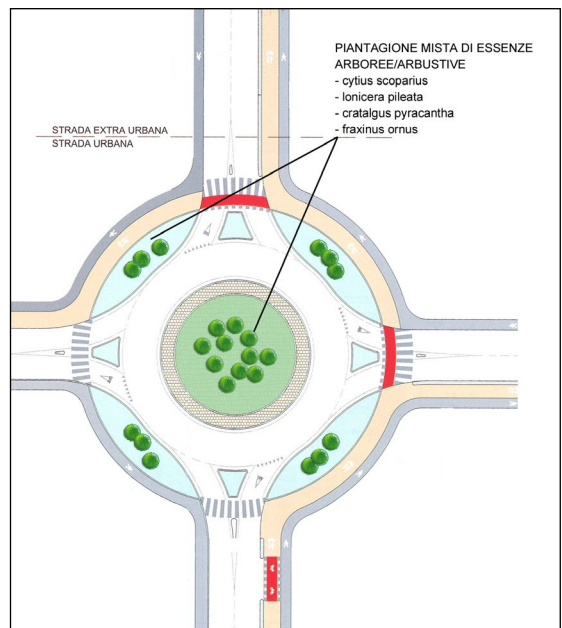 PIANTAGIONE MISTA DI ESSENZE
ARBOREE/ARBUSTIVE
- cytius scoparius
- lonicera pileata
- cratalgus pyracantha
- fraxinus ornus
STRADA EXTRA URBANA
STRADA URBANA